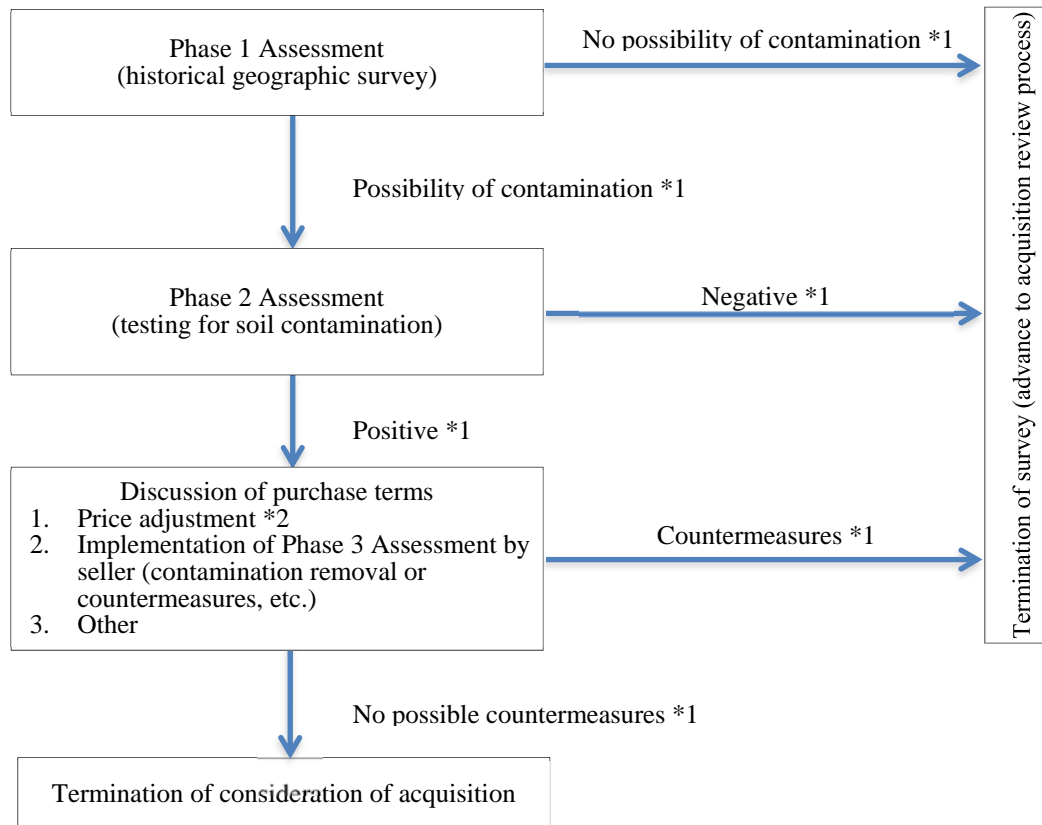 Phase 1 Assessment
(historical geographic survey)
No possibility of contamination *1
Possibility of contamination *1
Phase 2 Assessment
(testing for soil contamination)
Negative *1
Positive *1
Discussion of purchase terms
1. Price adjustment *2
2. Implementation of Phase 3 Assessment by
seller (contamination removal or
countermeasures, etc.)
3. Other
Countermeasures *1
No possible countermeasures *1
Termination of consideration of acquisition
Termination of survey (advance to acquisition review process)